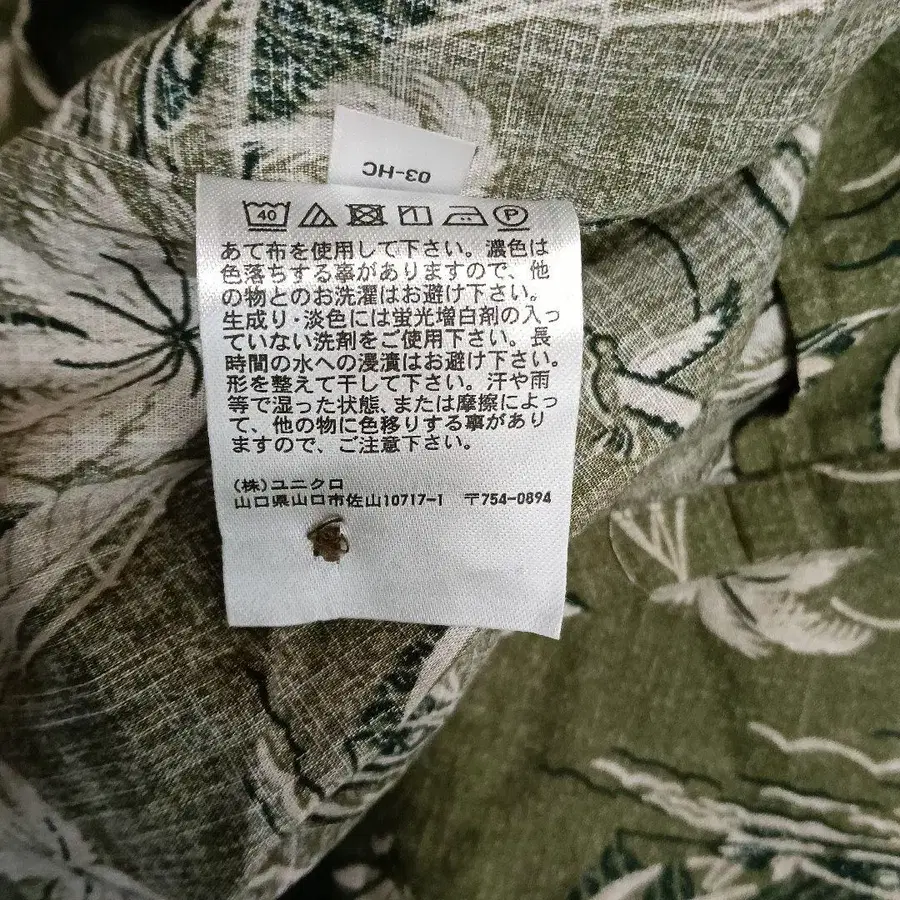 03-HC
40 P
あて布を使用して下さい。濃色は
色落ちする事がありますので、他
の物とのお洗濯はお避け下さい。
生成り・淡色には蛍光増白剤の入っ
ていない洗剤をご使用下さい。長
時間の水への浸漬はお避け下さい。
形を整えて干して下さい。汗や雨
等で湿った状態、または摩擦によっ
て、他の物に色移りする事があり
ますので、ご注意下さい。
(株)ユニクロ
山口県山口市佐山10717-1 〒754-0894